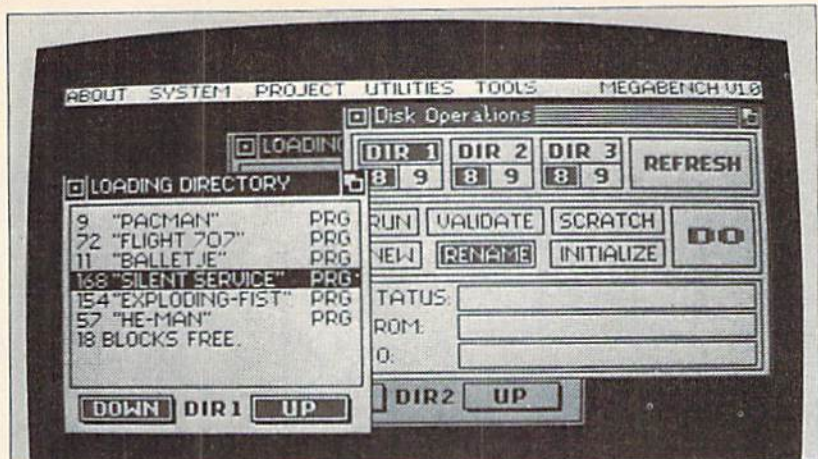 ABOUT SYSTEM PROJECT UTILITIES TOOLS MEGABENCH V1.0
Disk Operations
LOADING
DIR 1 DIR 2 DIR 3 REFRESH
8 9 8 9 8 9
LOADING DIRECTORY
9 "PACMAN" PRG
72 "FLIGHT 707" PRG
11 "BALLETJE" PRG
168 "SILENT SERVICE" PRG
154 "EXPLODING-FIST" PRG
57 "HE-MAN" PRG
18 BLOCKS FREE.
DOWN DIR 1 UP
RUN VALIDATE SCRATCH DO
NEW RENAME INITIALIZE
TATUS:
ROM:
O:
DIR2 UP